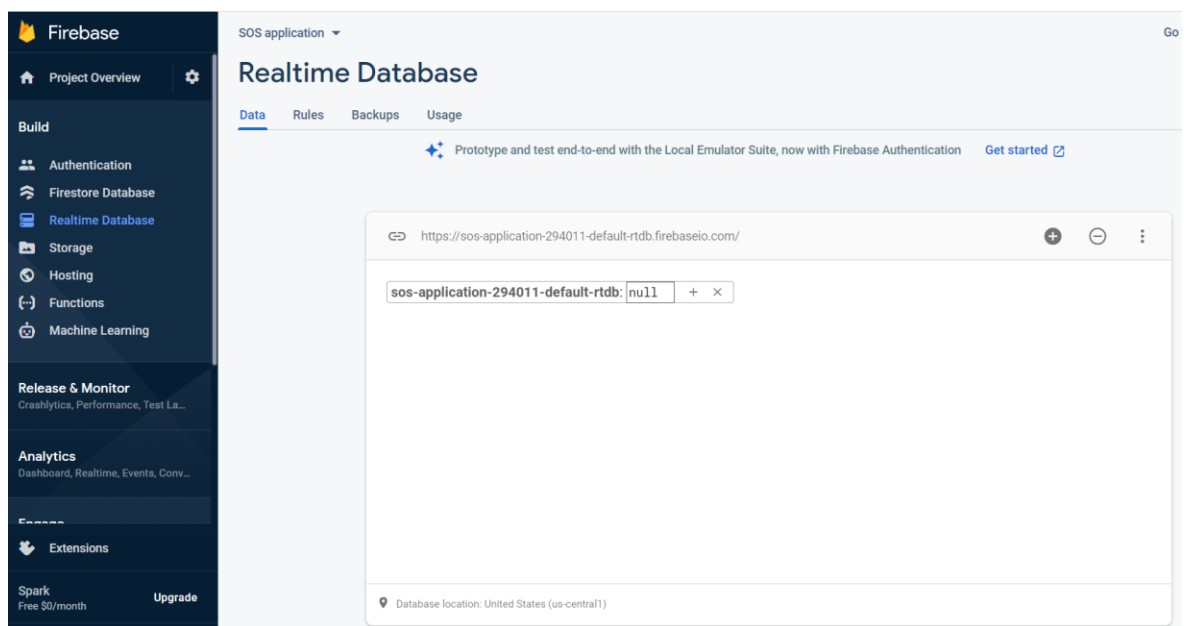 Firebase
Project Overview
Build
Authentication
Firestore Database
Realtime Database
Storage
Hosting
Functions
Machine Learning
Release & Monitor
Crashlytics, Performance, Test La...
Analytics
Dashboard, Realtime, Events, Conv...
Engage
Extensions
Spark
Free $0/month
Upgrade
SOS application
Go
Realtime Database
Data Rules Backups Usage
Prototype and test end-to-end with the Local Emulator Suite, now with Firebase Authentication Get started
https://sos-application-294011-default-rtdb.firebaseio.com/
sos-application-294011-default-rtdb: null + ×
Database location: United States (us-central1)